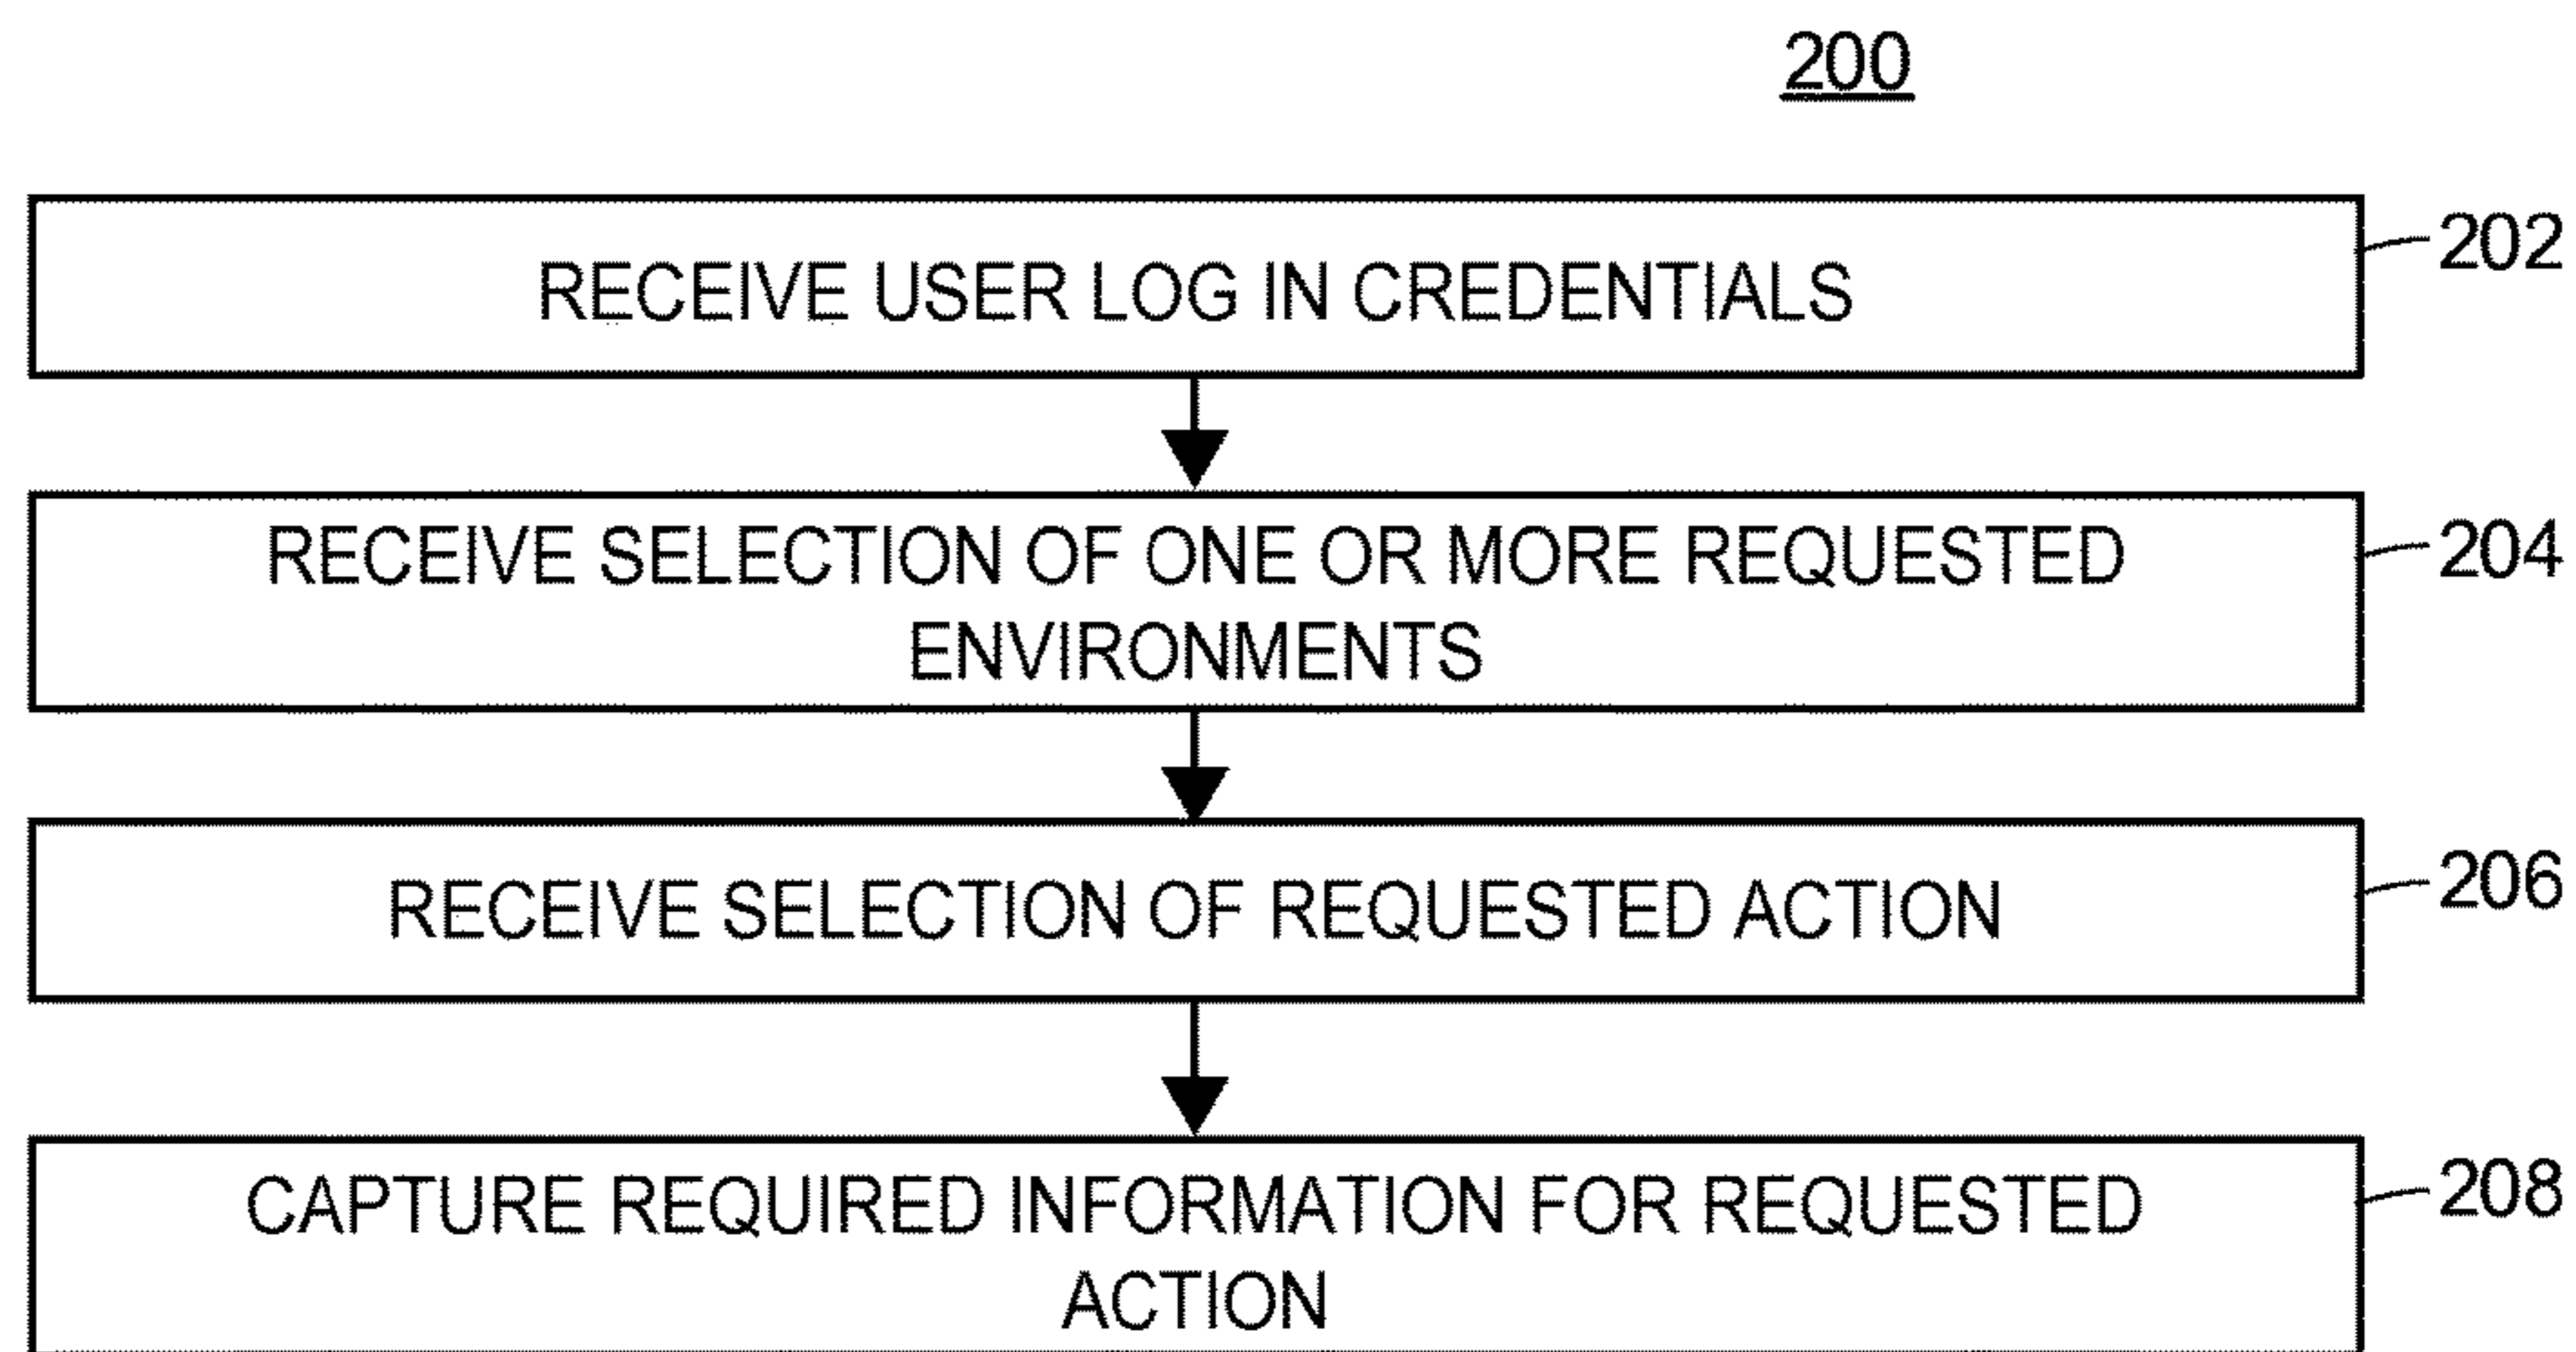 200
RECEIVE USER LOG IN CREDENTIALS
202
RECEIVE SELECTION OF ONE OR MORE REQUESTED
ENVIRONMENTS
204
RECEIVE SELECTION OF REQUESTED ACTION
206
CAPTURE REQUIRED INFORMATION FOR REQUESTED
ACTION
208